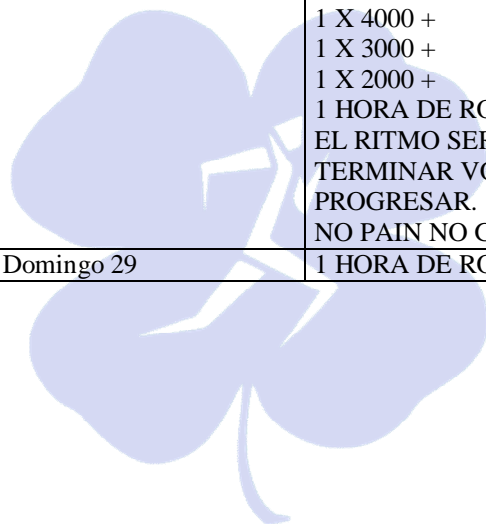 1 X 4000 +
1 X 3000 +
1 X 2000 +
1 HORA DE
EL RITMO
TERMINAR
PROGRESAR.
NO PAIN NO
Domingo 29
1 HORA DE